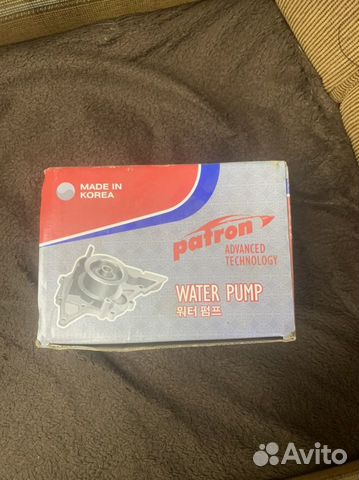 MADE IN
KOREA
patron
ADVANCED
TECHNOLOGY
WATER PUMP
워터 펌프
Avito